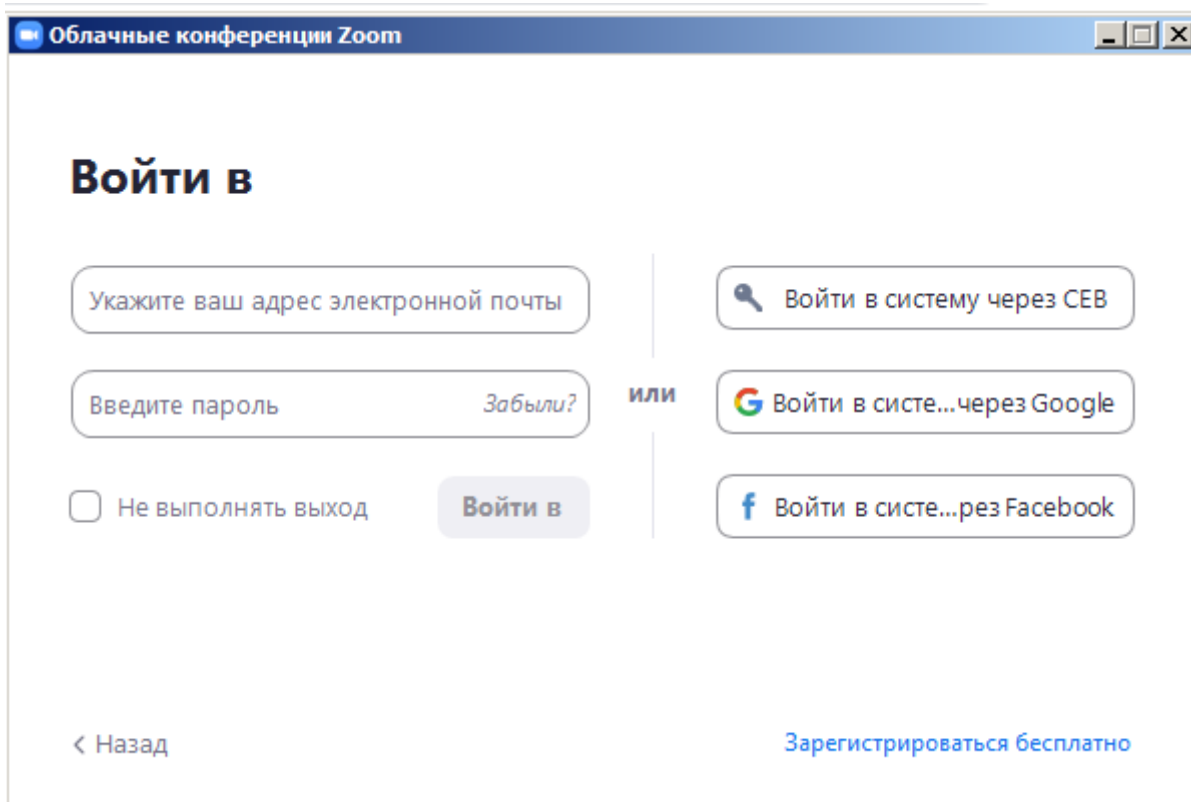 Облачные конференции Zoom
Войти в
Укажите ваш адрес электронной почты
Введите пароль
Забыли?
Не выполнять выход
Войти в
или
Войти в систему через СЕВ
Войти в систе...через Google
Войти в систе...рез Facebook
Назад
Зарегистрироваться бесплатно